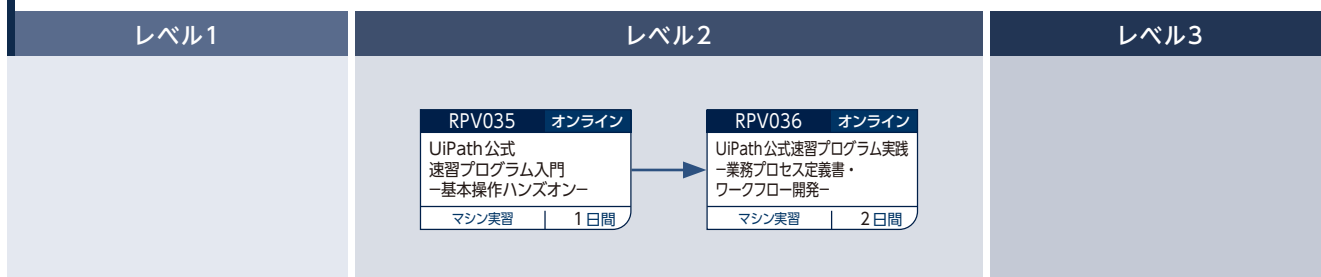 レベル1
レベル2
レベル3
RPV035 オンライン
UiPath公式
速習プログラム入門
−基本操作ハンズオン−
マシン実習 1日間
RPV036 オンライン
UiPath公式速習プログラム実践
−業務プロセス定義書・
ワークフロー開発−
マシン実習 2日間